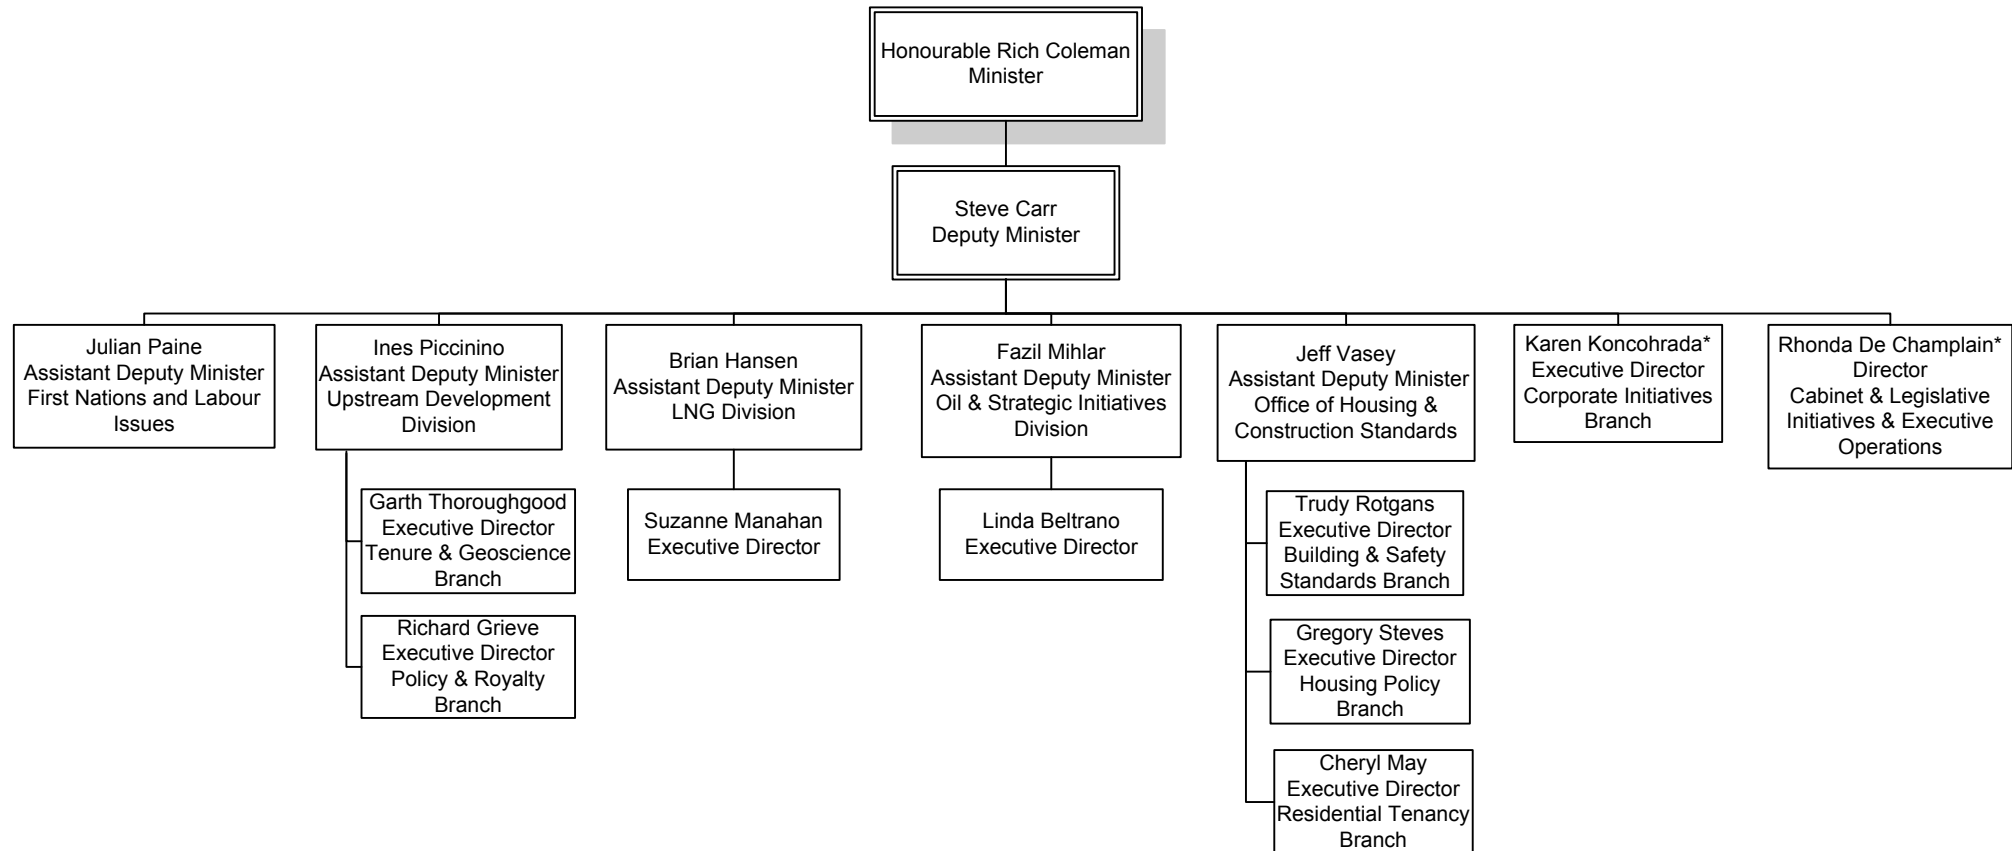 Honourable Rich Coleman
Minister
Steve Carr
Deputy Minister
Julian Paine
Assistant Deputy Minister
First Nations and Labour
Issues
Ines Piccinino
Assistant Deputy Minister
Upstream Development
Division
Brian Hansen
Assistant Deputy Minister
LNG Division
Fazil Mihlar
Assistant Deputy Minister
Oil & Strategic Initiatives
Division
Jeff Vasey
Assistant Deputy Minister
Office of Housing &
Construction Standards
Karen Koncohrada*
Executive Director
Corporate Initiatives
Branch
Rhonda De Champlain*
Director
Cabinet & Legislative
Initiatives & Executive
Operations
Garth Thoroughgood
Executive Director
Tenure & Geoscience
Branch
Richard Grieve
Executive Director
Policy & Royalty
Branch
Suzanne Manahan
Executive Director
Linda Beltrano
Executive Director
Trudy Rotgans
Executive Director
Building & Safety
Standards Branch
Gregory Steves
Executive Director
Housing Policy
Branch
Cheryl May
Executive Director
Residential Tenancy
Branch